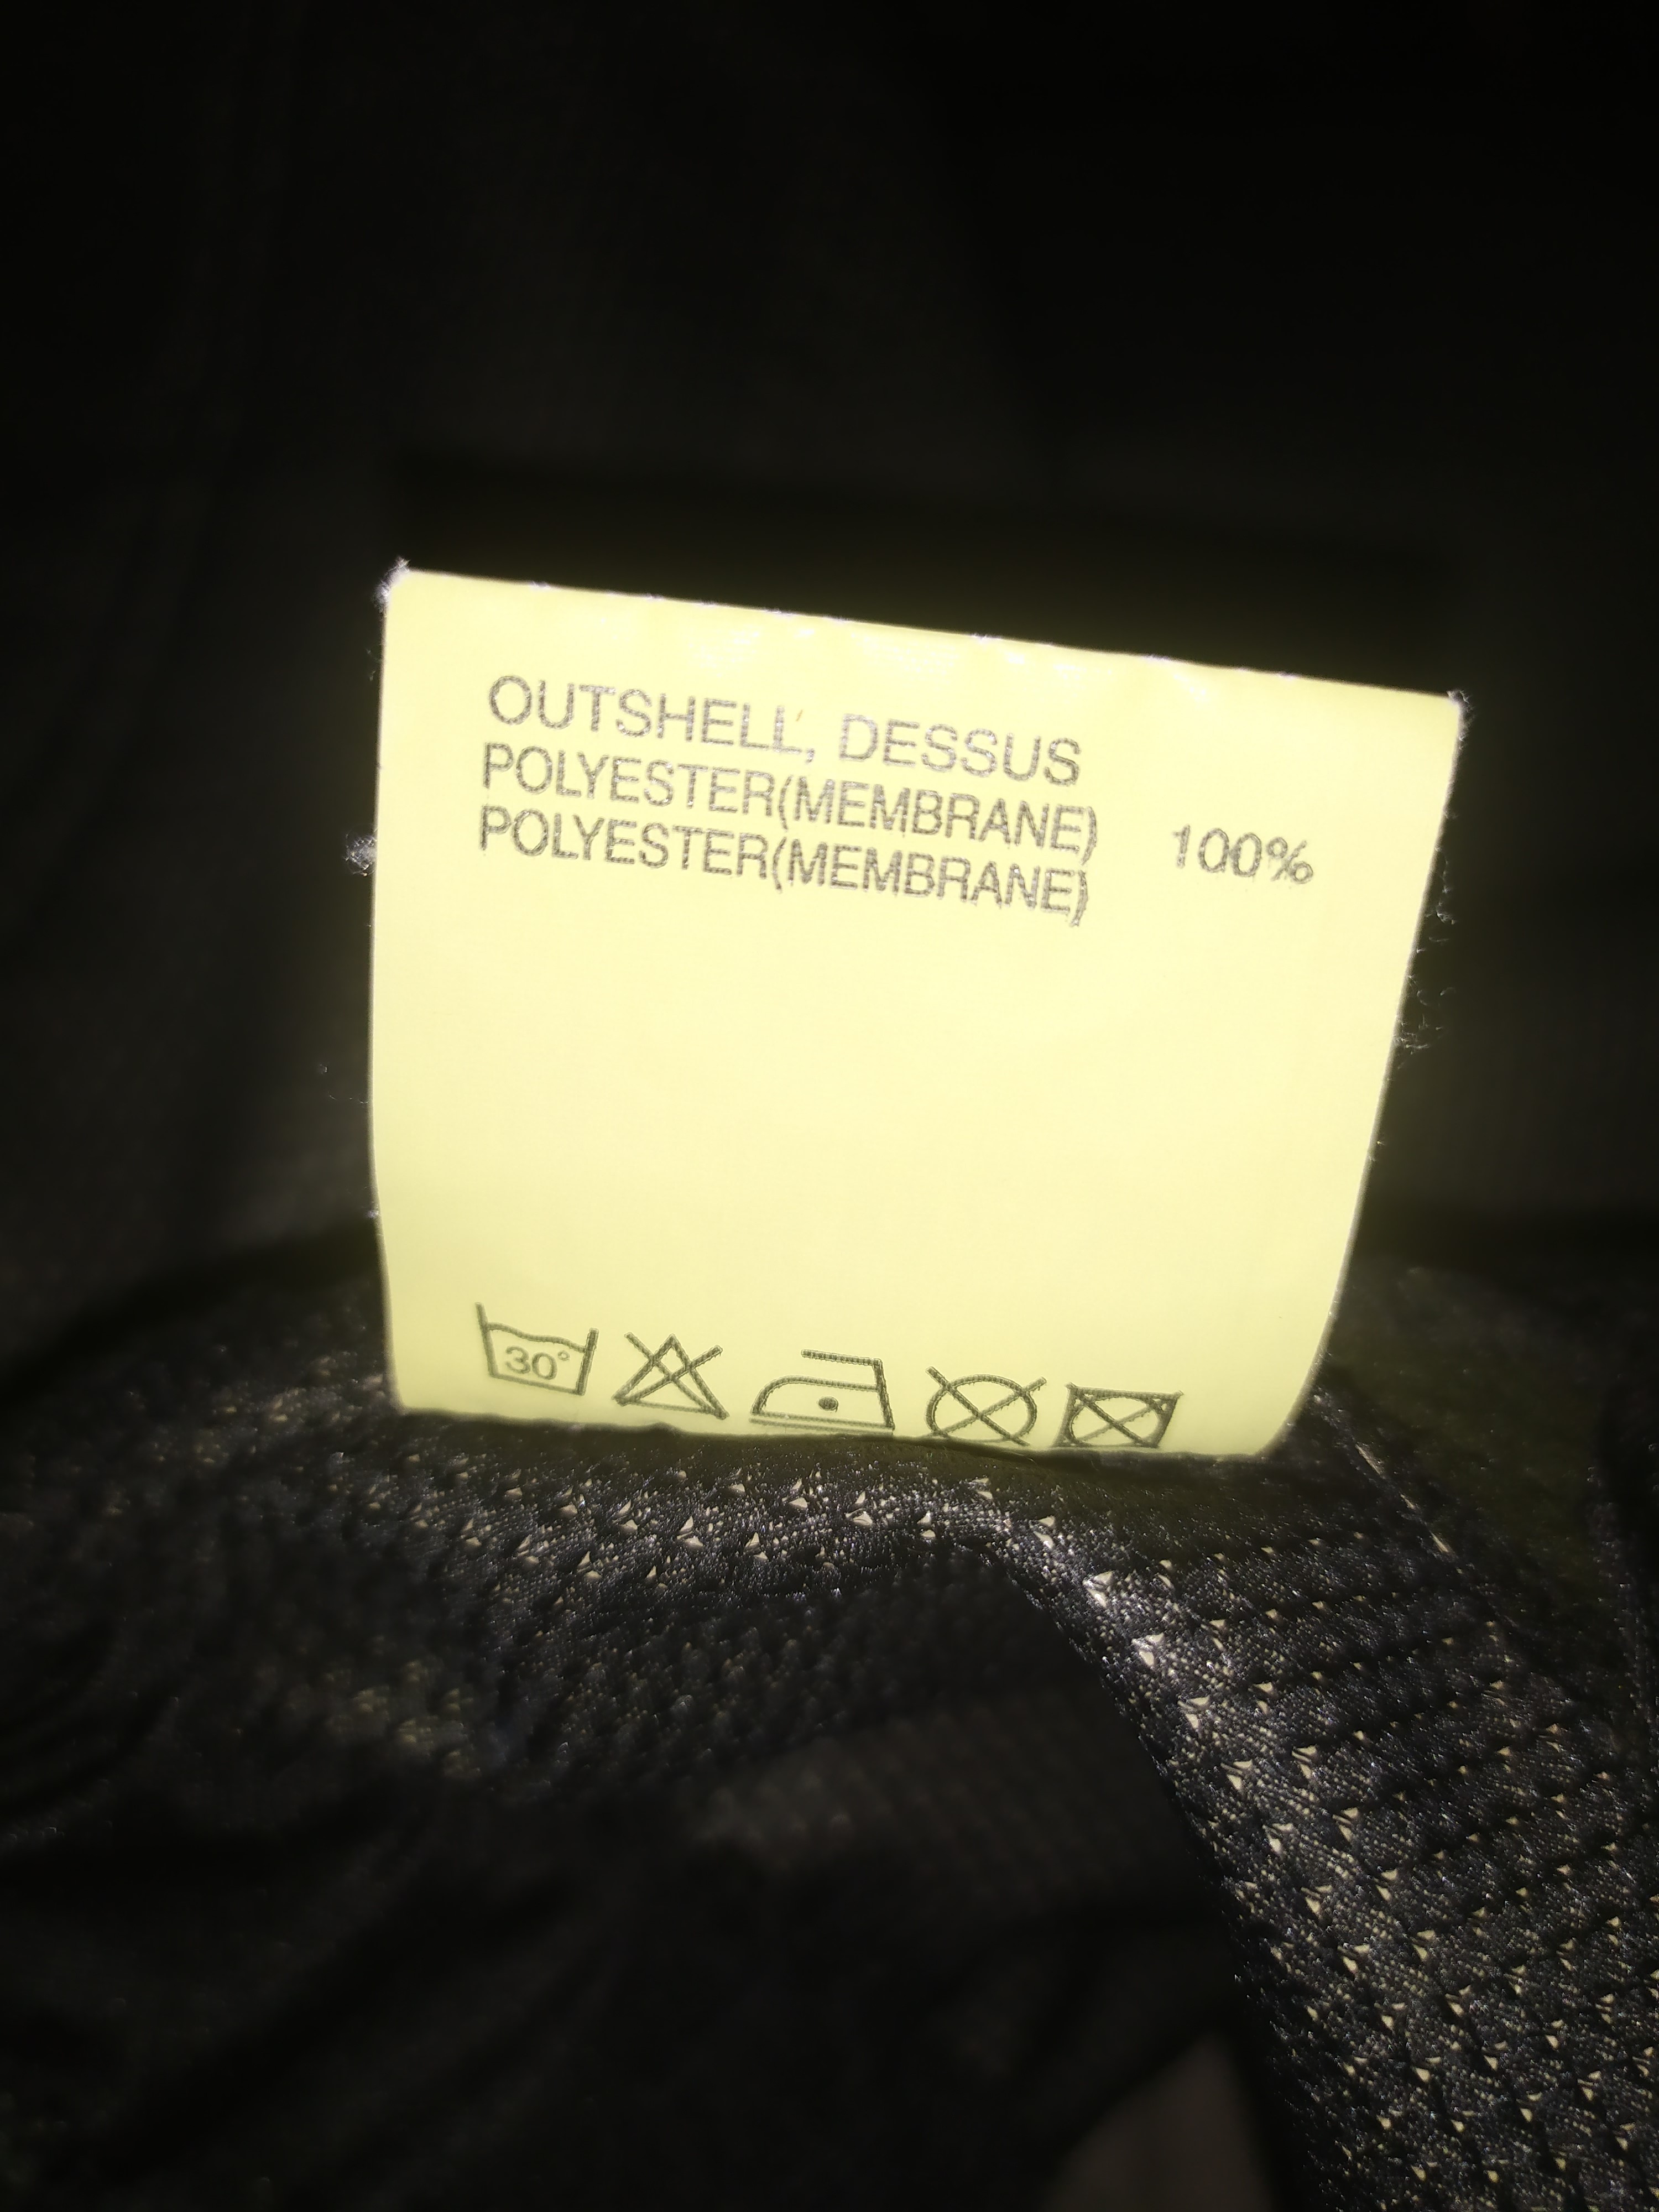 OUTSHELL, DESSUS
POLYESTER(MEMBRANE) 100%
POLYESTER(MEMBRANE)
30°